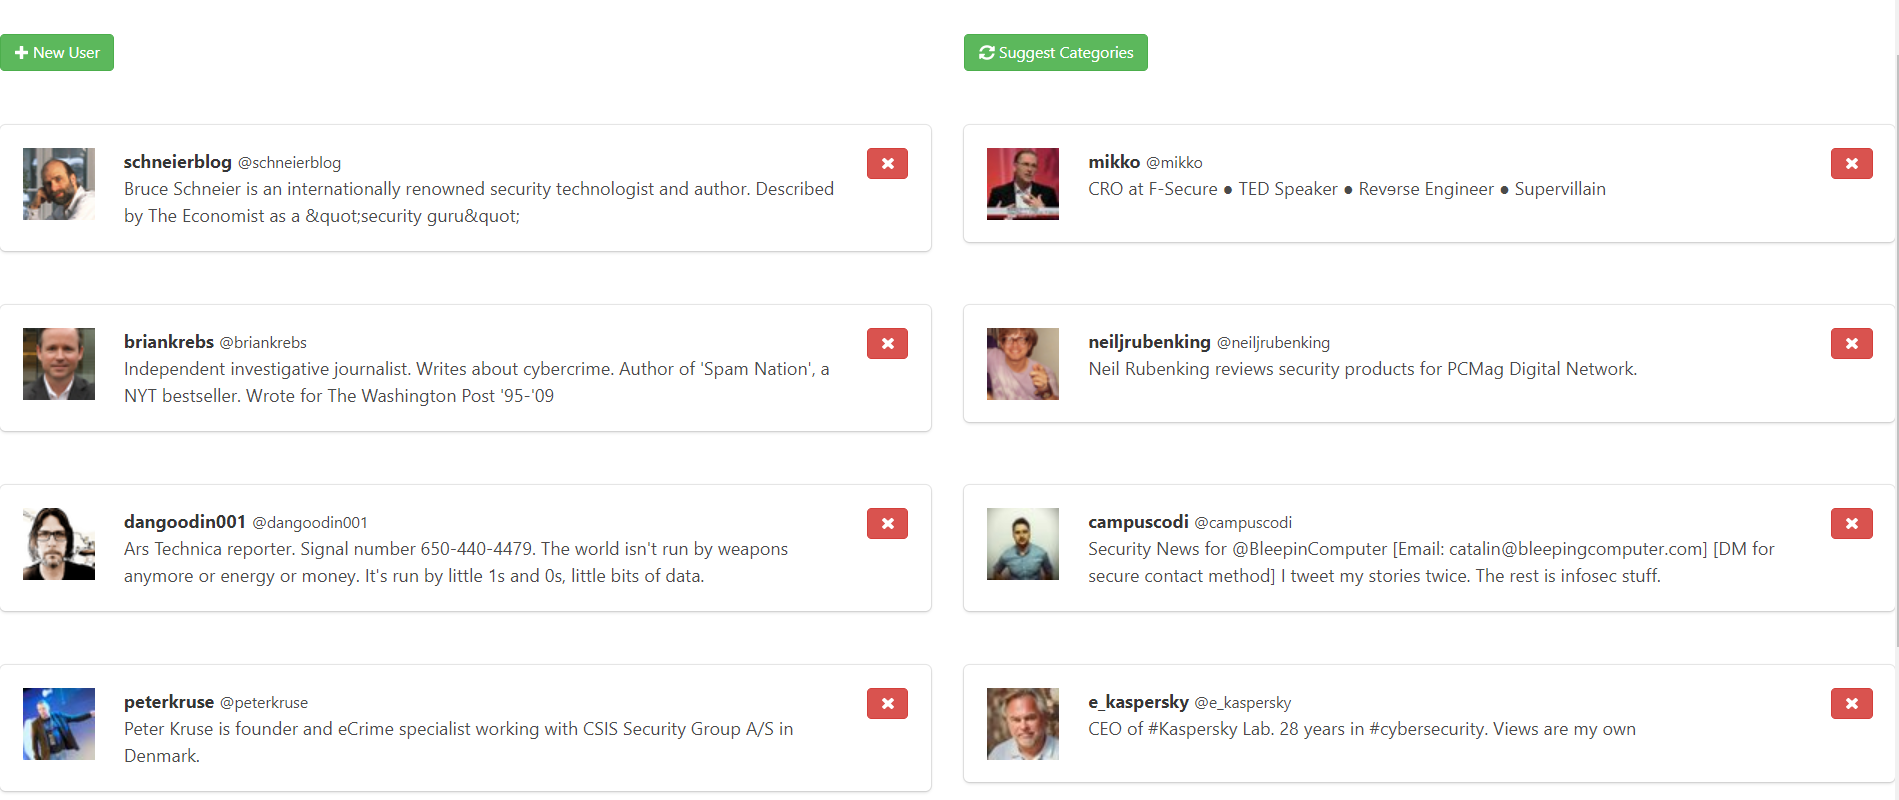 New User
Suggest Categories
schneierblog @schneierblog
Bruce Schneier is an internationally renowned security technologist and author. Described
by The Economist as a &quot;security guru&quot;
mikko @mikko
CRO at F-Secure ● TED Speaker ● Revɘrse Engineer ● Supervillain
briankrebs @briankrebs
Independent investigative journalist. Writes about cybercrime. Author of 'Spam Nation', a
NYT bestseller. Wrote for The Washington Post '95-'09
neiljrubenking @neiljrubenking
Neil Rubenking reviews security products for PCMag Digital Network.
dangoodin001 @dangoodin001
Ars Technica reporter. Signal number 650-440-4479. The world isn't run by weapons
anymore or energy or money. It's run by little 1s and 0s, little bits of data.
campuscodi @campuscodi
Security News for @BleepinComputer [Email: catalin@bleepingcomputer.com] [DM for
secure contact method] I tweet my stories twice. The rest is infosec stuff.
peterkruse @peterkruse
Peter Kruse is founder and eCrime specialist working with CSIS Security Group A/S in
Denmark.
e_kaspersky @e_kaspersky
CEO of #Kaspersky Lab. 28 years in #cybersecurity. Views are my own